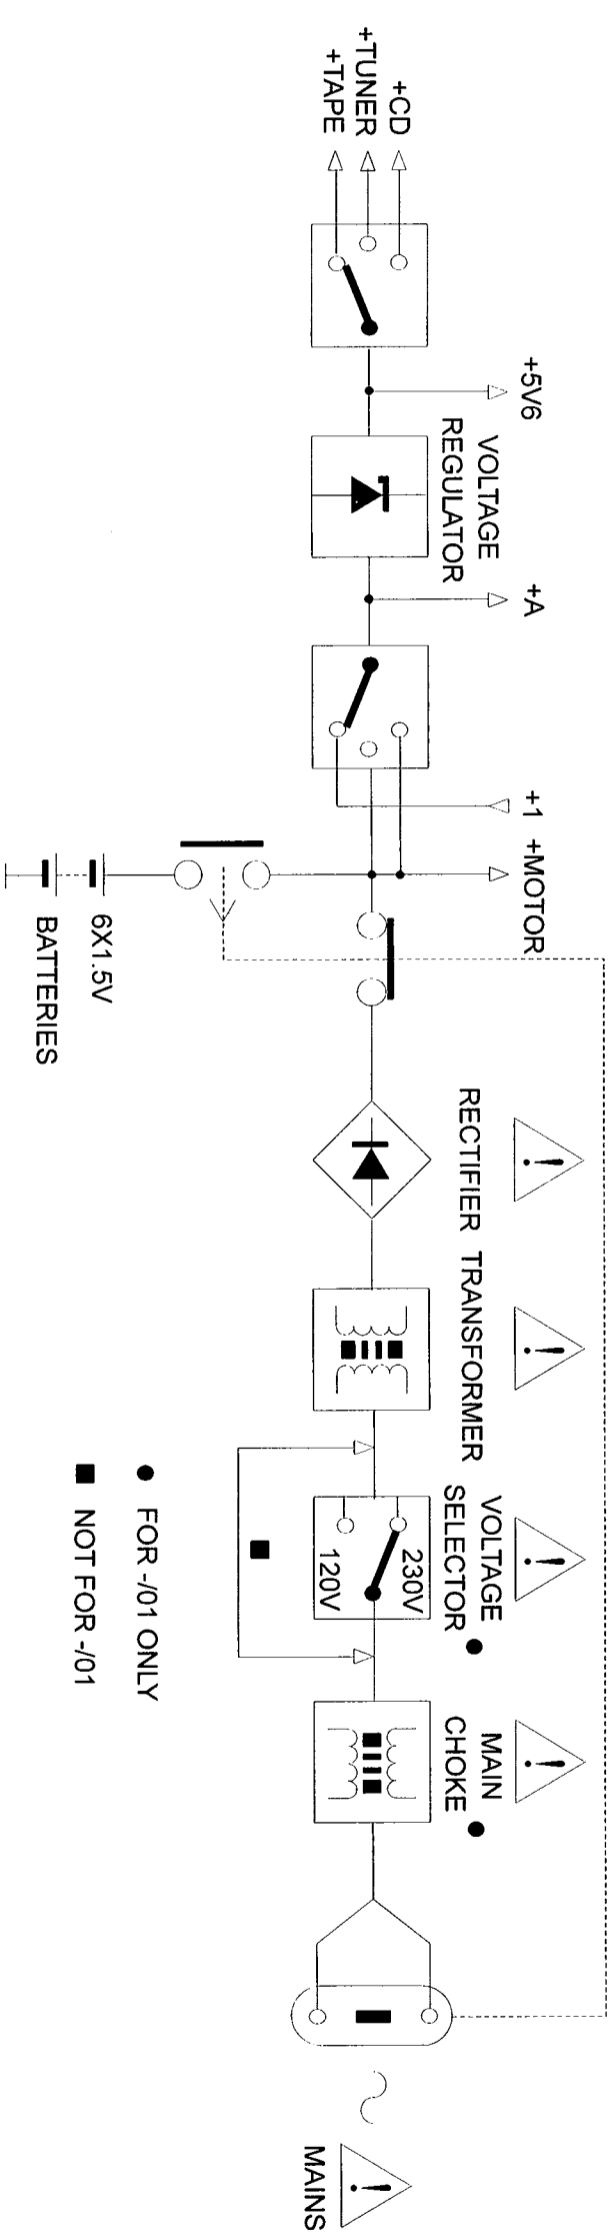 +CD
+TUNER
+TAPE
+5V6
VOLTAGE
REGULATOR
+A
+1
+MOTOR
6X1.5V
BATTERIES
RECTIFIER
TRANSFORMER
VOLTAGE
SELECTOR ●
230V
120V
MAIN
CHOKE ●
MAINS
● FOR -/01 ONLY
■ NOT FOR -/01